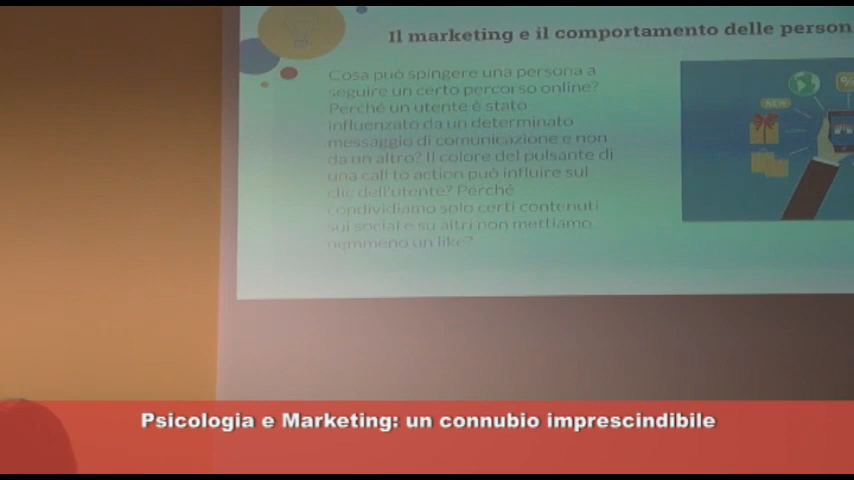 Il marketing e il comportamento delle person
Cosa può spingere una persona a
seguire un certo percorso online?
Perché un utente è stato
influenzato da un determinato
messaggio di comunicazione e non
da un altro? Il colore del pulsante di
una call to action può influire sul
clic dell'utente? Perché
condividiamo solo certi contenuti
sui social e su altri non mettiamo
nemmeno un like?
NEW
%
Psicologia e Marketing: un connubio imprescindibile